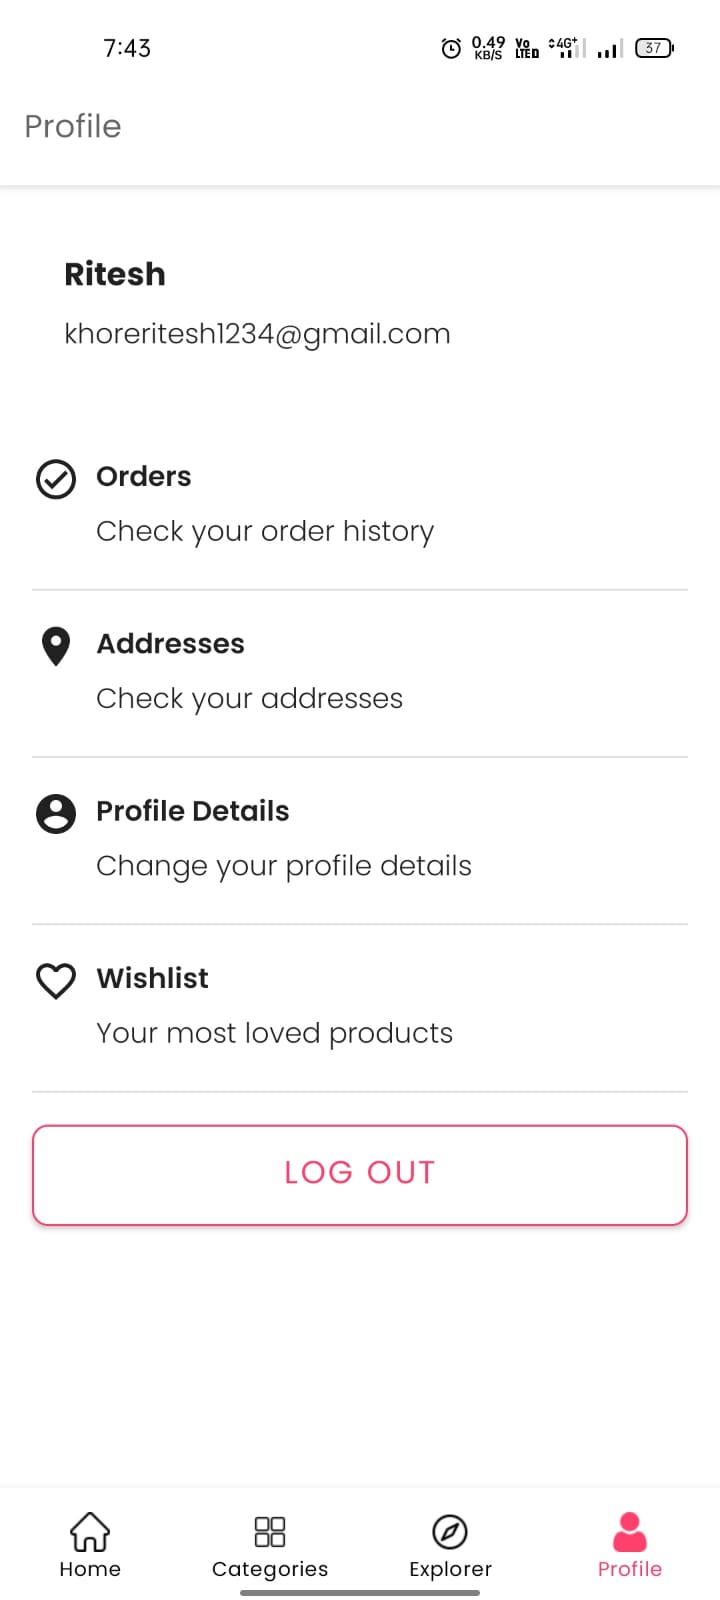 7:43
0.49
KB/S
Vo
LTED
4G+
37
Profile
Ritesh
khoreritesh1234@gmail.com
Orders
Check your order history
Addresses
Check your addresses
Profile Details
Change your profile details
Wishlist
Your most loved products
LOG OUT
Home
Categories
Explorer
Profile